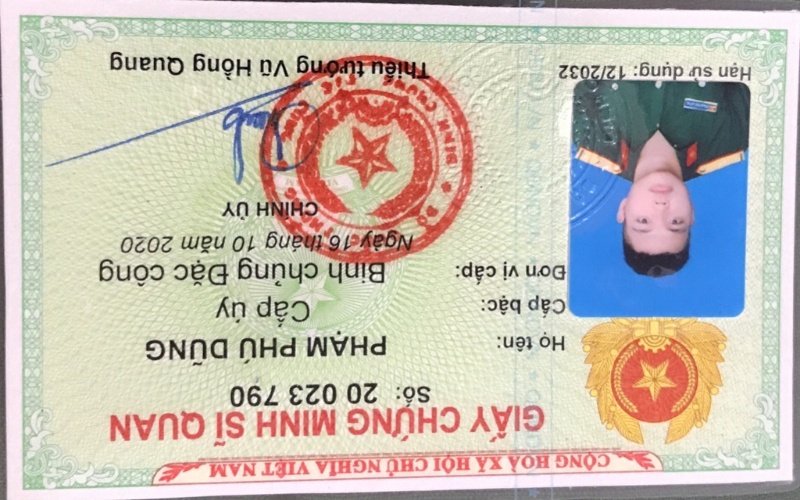 CỘNG HOÀ XÃ HỘI CHỦ NGHĨA VIỆT NAM
GIẤY CHỨNG MINH SĨ QUAN
Số: 20 023 790
Họ tên: PHẠM PHÚ DŨNG
Cấp bậc: Cấp úy
Đơn vị cấp: Binh chủng Đặc công
Ngày 16 tháng 10 năm 2020
CHÍNH ỦY
Thiếu tướng Vũ Hồng Quang
Hạn sử dụng: 12/2032